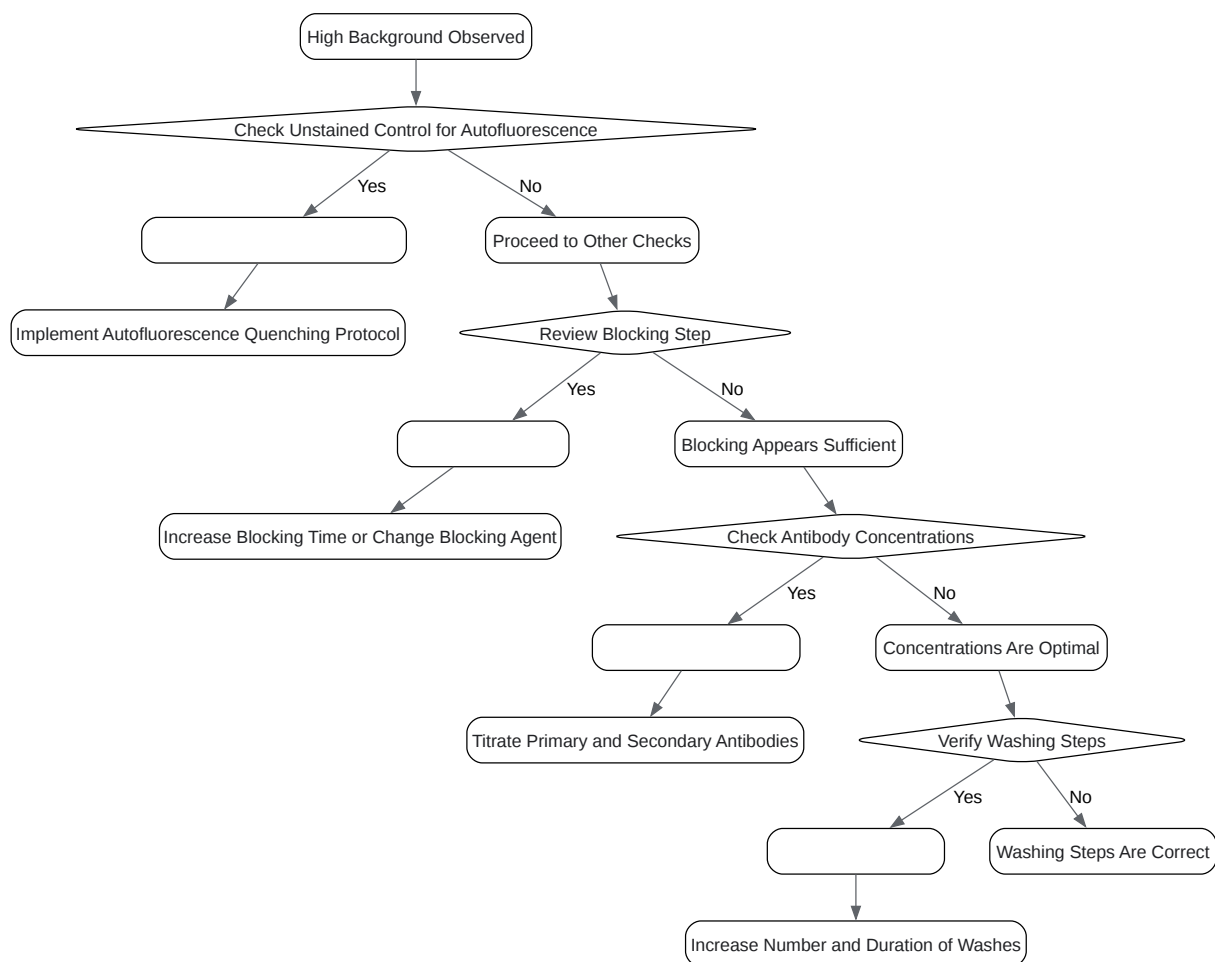 High Background Observed
Check Unstained Control for Autofluorescence
Yes
No
Proceed to Other Checks
Implement Autofluorescence Quenching Protocol
Review Blocking Step
Yes
No
Blocking Appears Sufficient
Increase Blocking Time or Change Blocking Agent
Check Antibody Concentrations
Yes
No
Concentrations Are Optimal
Titrate Primary and Secondary Antibodies
Verify Washing Steps
Yes
No
Washing Steps Are Correct
Increase Number and Duration of Washes